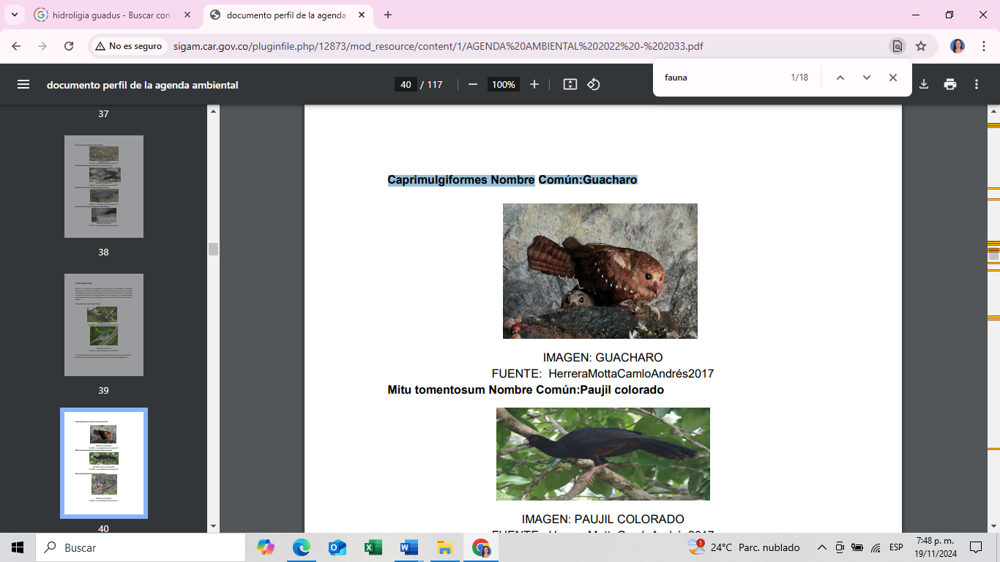 hidroligia guadus - Buscar con
documento perfil de la agenda
No es seguro
sigam.car.gov.co/pluginfile.php/12873/mod_resource/content/1/AGENDA%20AMBIENTAL%202022%20-%202033.pdf
fauna
1/18
documento perfil de la agenda ambiental
40 / 117
100%
37
38
39
40
Caprimulgiformes Nombre Común:Guacharo
IMAGEN: GUACHARO
FUENTE: HerreraMottaCamloAndrés2017
Mitu tomentosum Nombre Común:Paujil colorado
IMAGEN: PAUJIL COLORADO
Buscar
1
24°C Parc. nublado
ESP
7:48 p. m.
19/11/2024